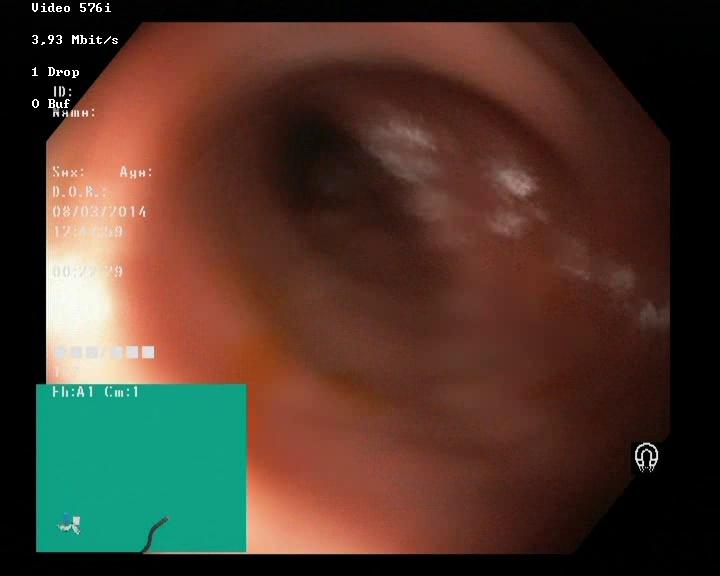 Video 576i
3,93 Mbit/s
1 Drop
ID:
0 Buf
Name:
Sex: Age:
D.O.R.:
08/03/2014
Eh:A1 Cm:1